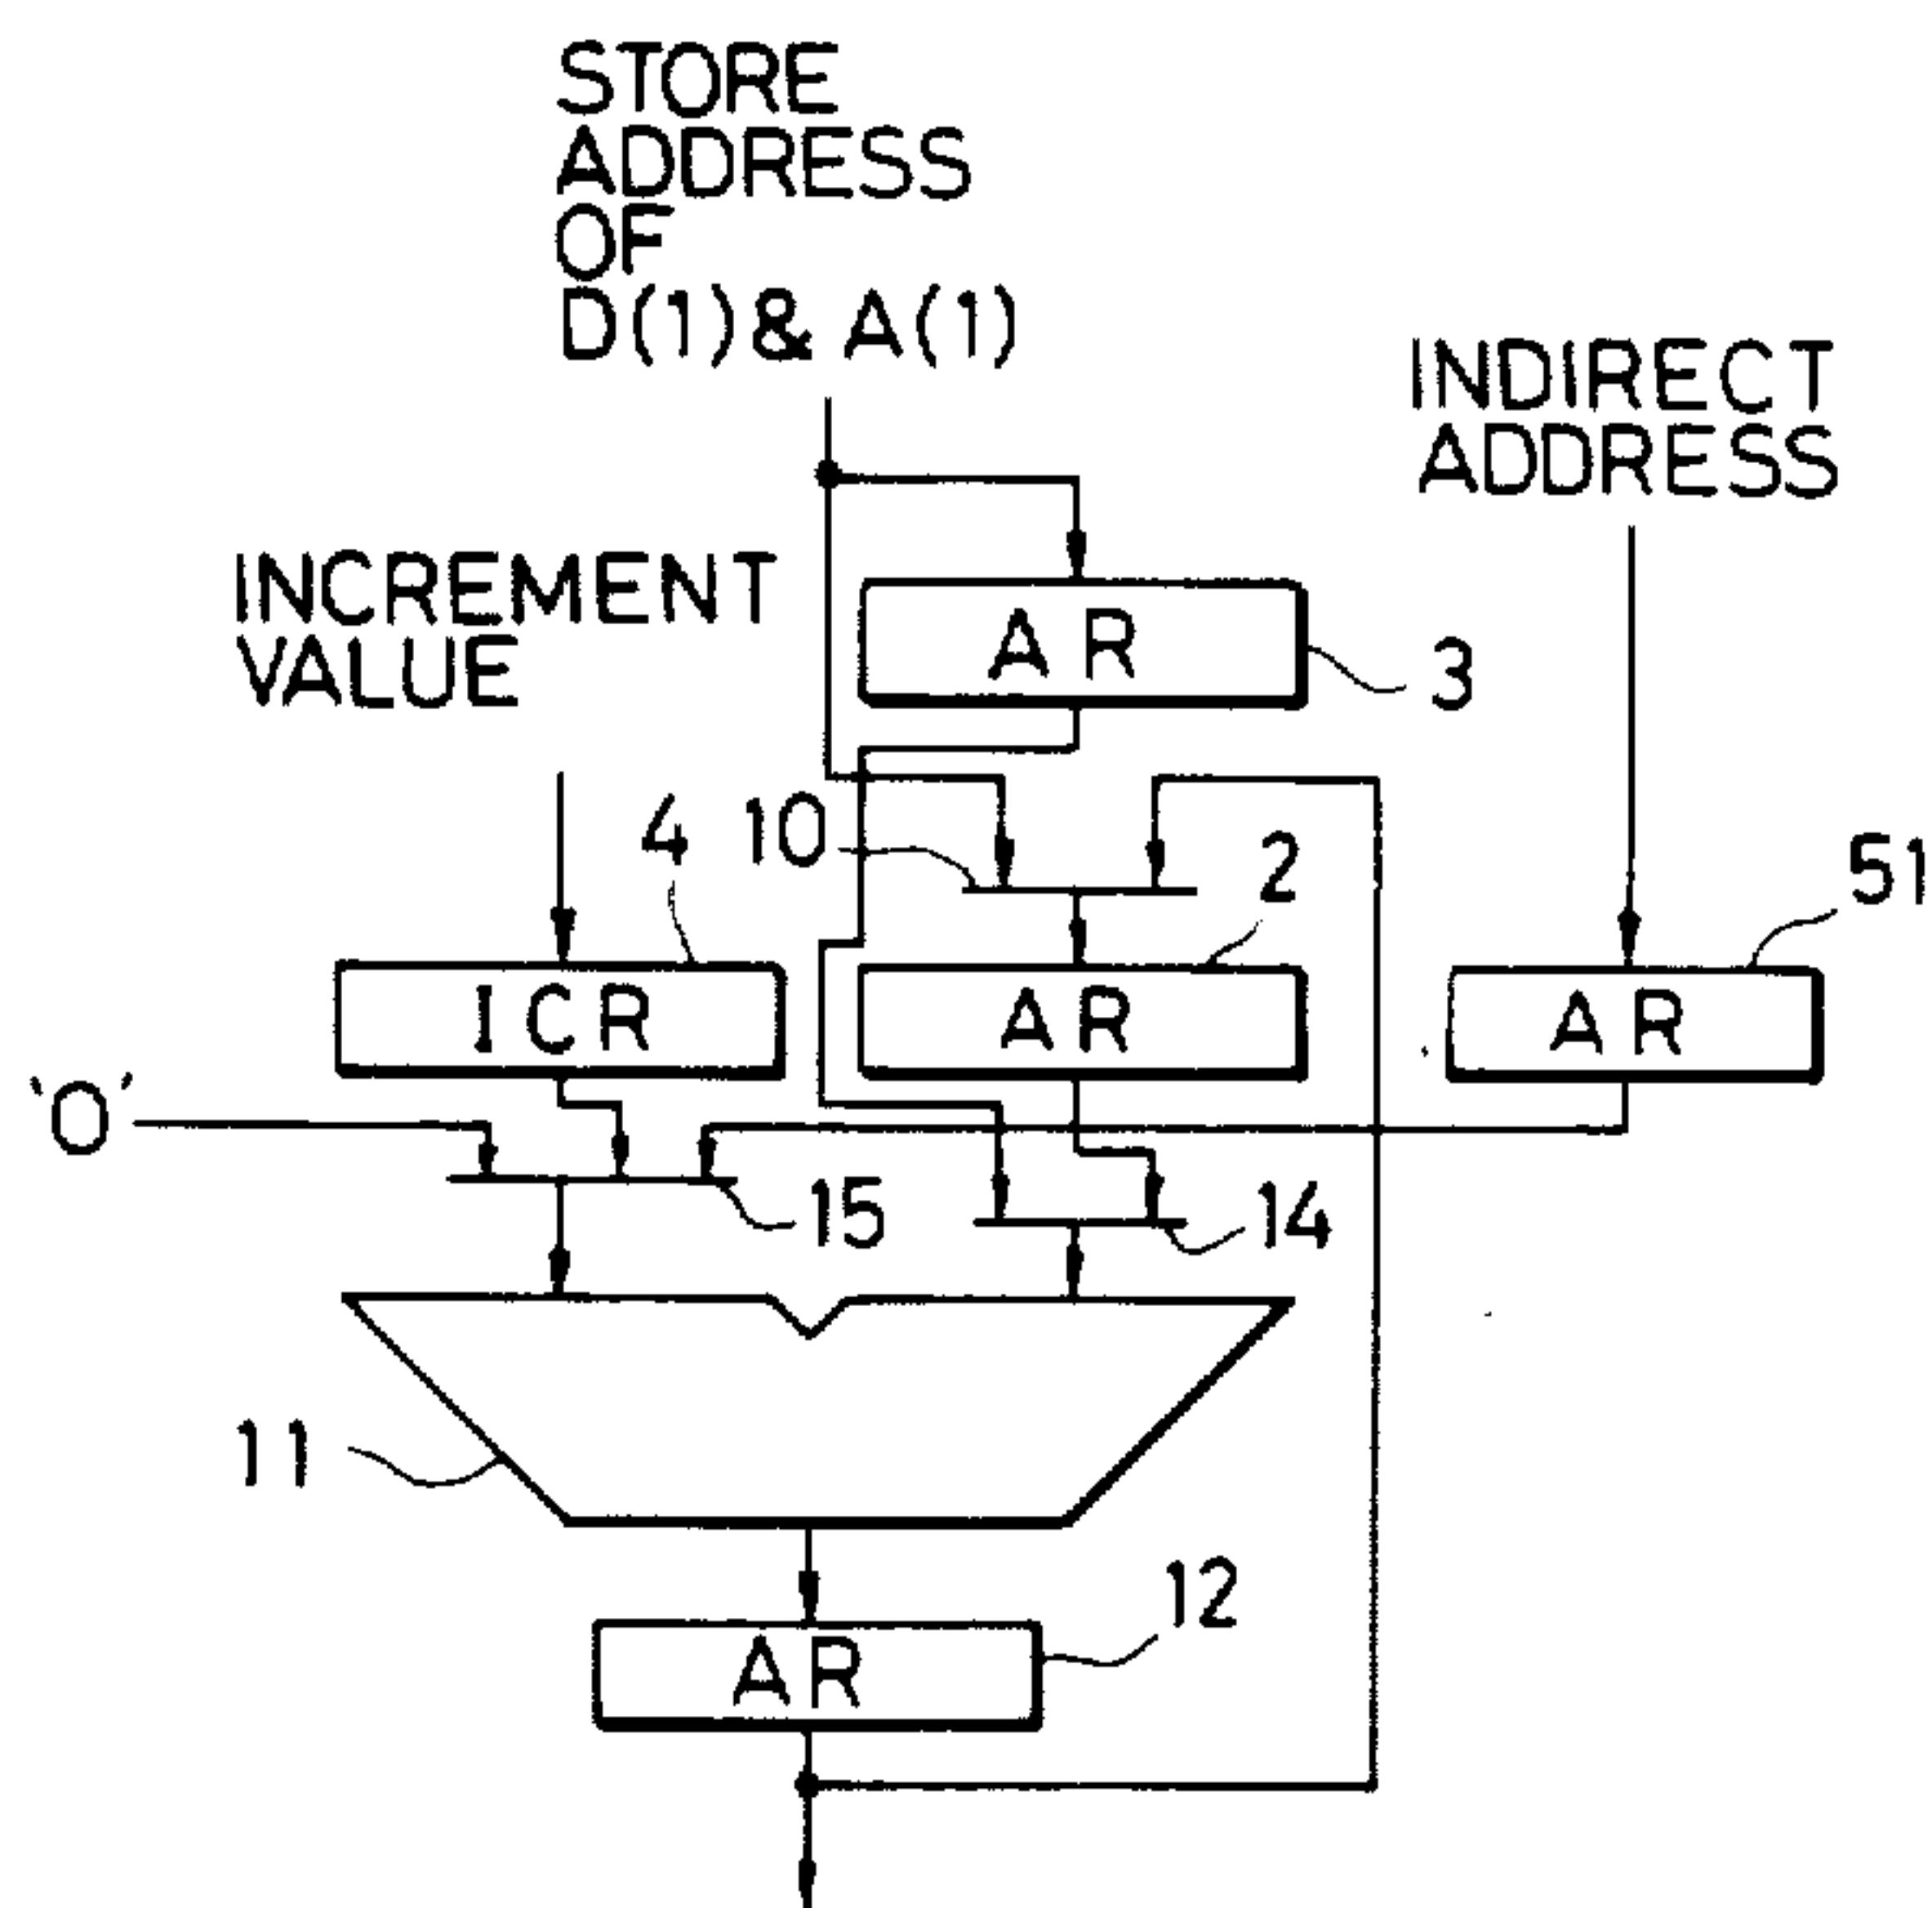 STORE
ADDRESS
OF
D(1) & A(1)
INDIRECT
ADDRESS
INCREMENT
VALUE
AR
3
4
10
2
51
ICR
AR
AR
'0'
15
14
11
12
AR